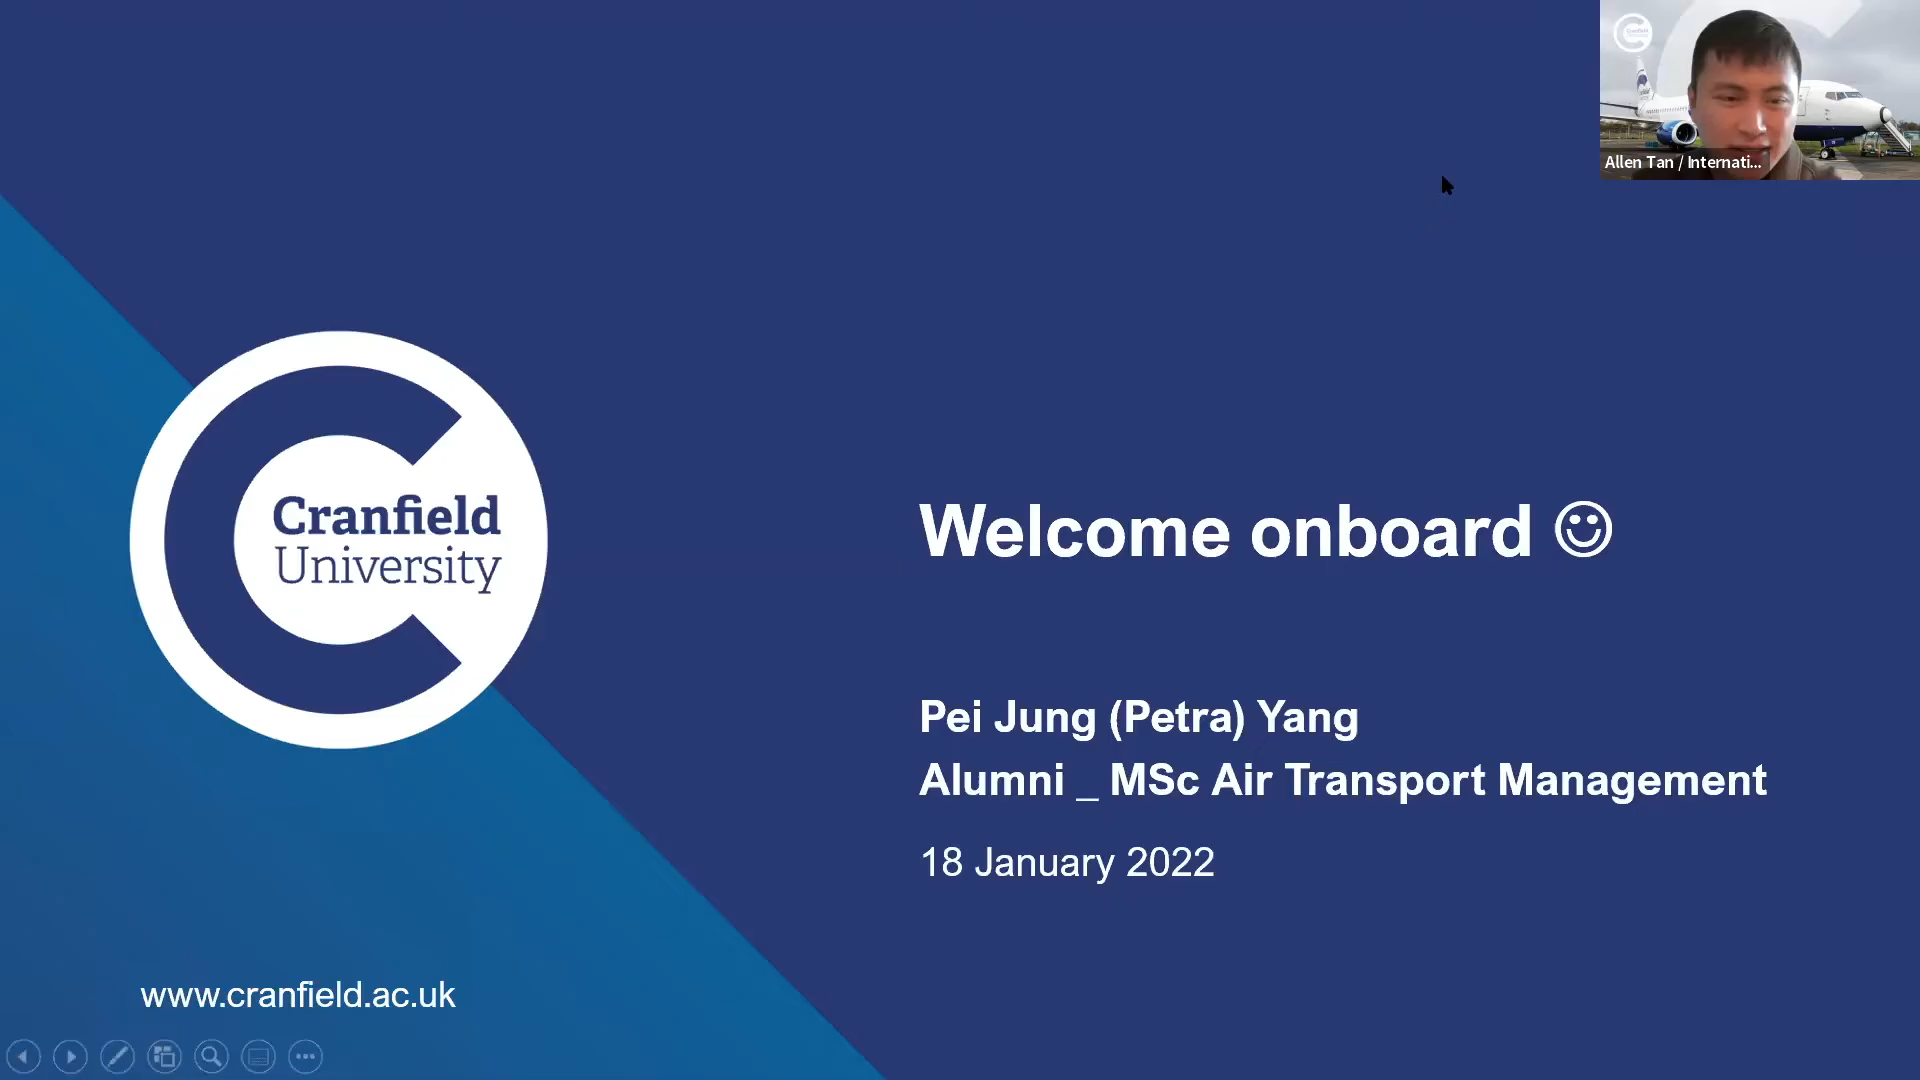 Allen Tan / Internati...
Cranfield
University
Welcome onboard ☺
Pei Jung (Petra) Yang
Alumni _ MSc Air Transport Management
18 January 2022
www.cranfield.ac.uk